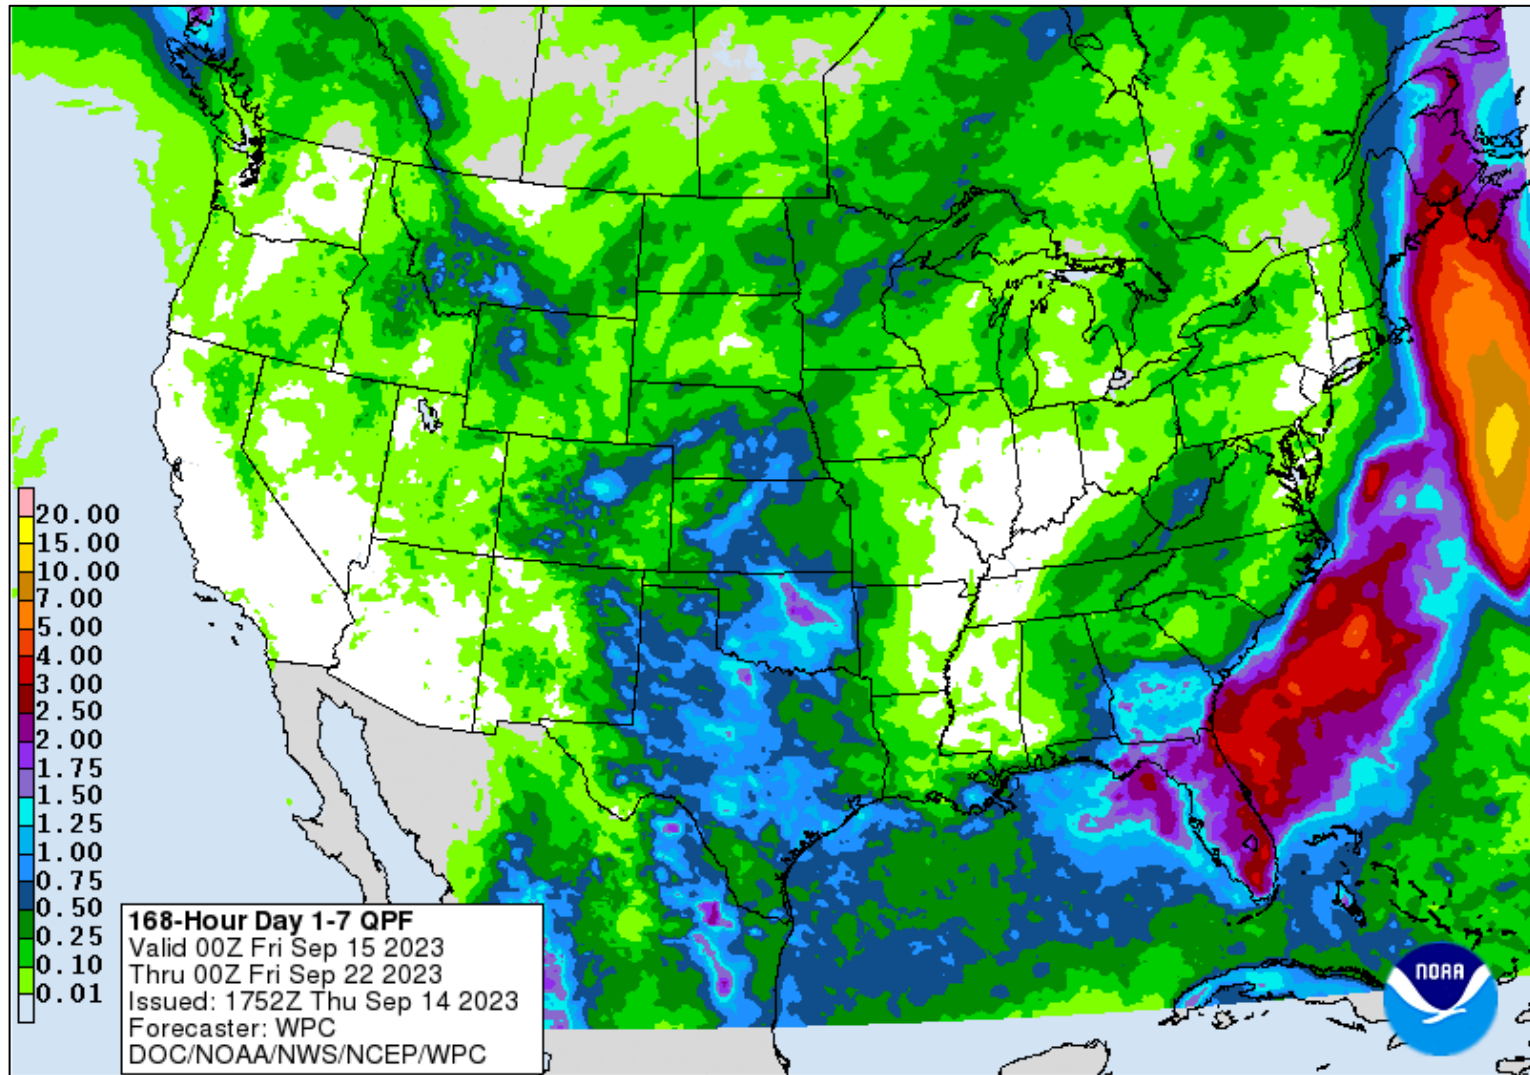 20.00
15.00
10.00
7.00
5.00
4.00
3.00
2.50
2.00
1.75
1.50
1.25
1.00
0.75
0.50
0.25
0.10
0.01
168-Hour Day 1-7 QPF
Valid 00Z Fri Sep 15 2023
Thru 00Z Fri Sep 22 2023
Issued: 1752Z Thu Sep 14 2023
Forecaster: WPC
DOC/NOAA/NWS/NCEP/WPC
NOAA